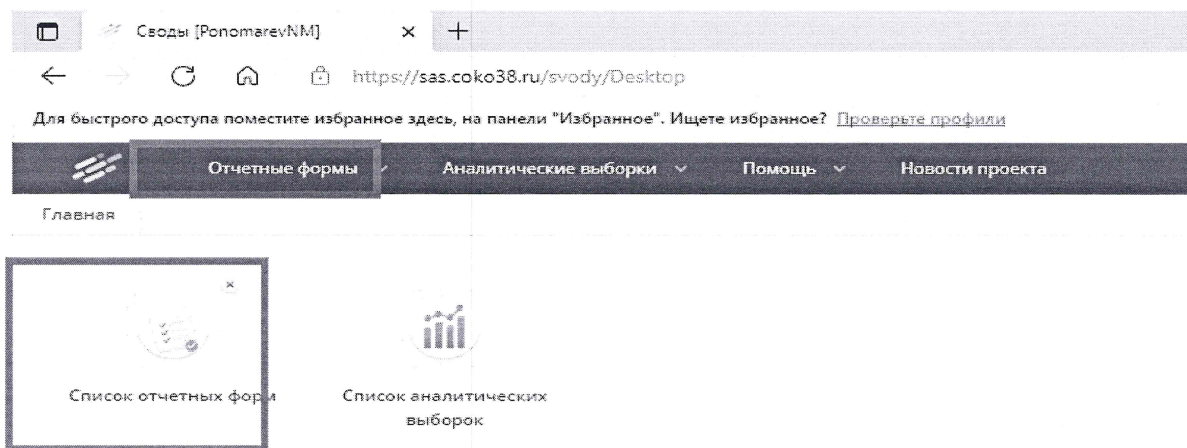 Своды [PonomarevNM]
https://sas.coko38.ru/svody/Desktop
Для быстрого доступа поместите избранное здесь, на панели "Избранное". Ищете избранное? Проверьте профили
Отчетные формы Аналитические выборки Помощь Новости проекта
Главная
Список отчетных форм
Список аналитических
выборок